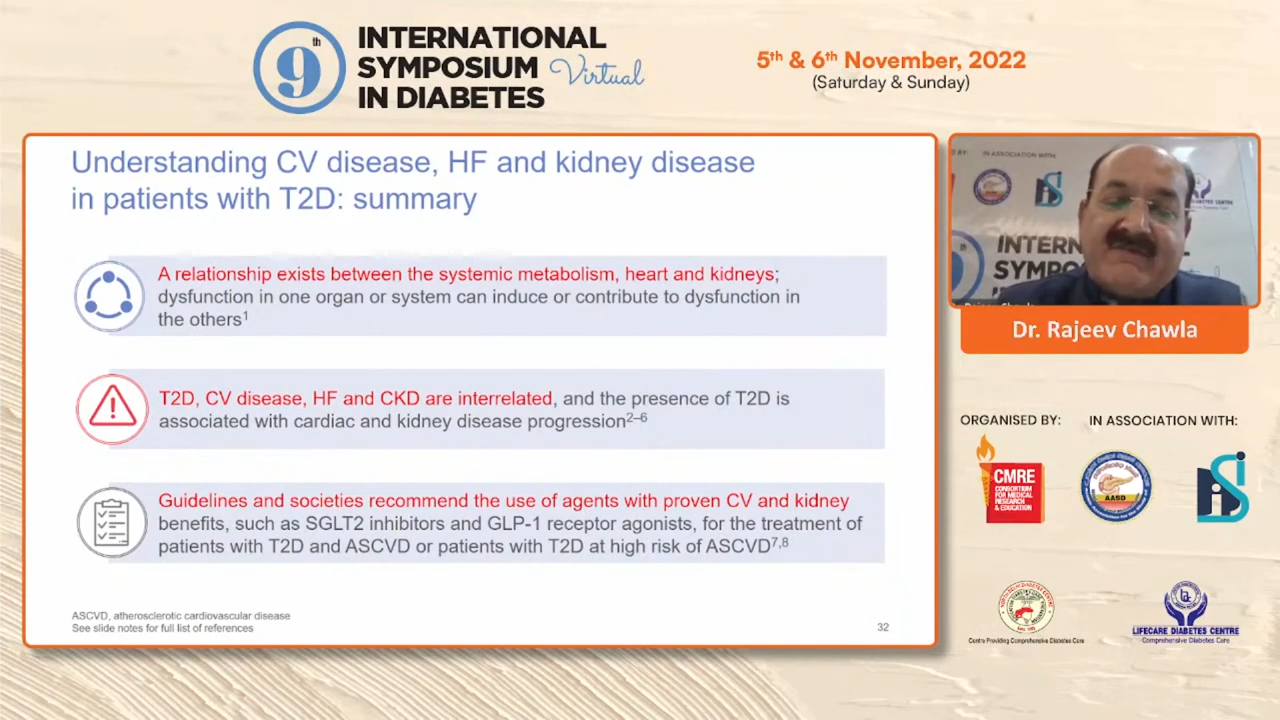 9th
INTERNATIONAL
SYMPOSIUM Virtual
IN DIABETES
5th & 6th November, 2022
(Saturday & Sunday)
Understanding CV disease, HF and kidney disease
in patients with T2D: summary
A relationship exists between the systemic metabolism, heart and kidneys;
dysfunction in one organ or system can induce or contribute to dysfunction in
the others1
T2D, CV disease, HF and CKD are interrelated, and the presence of T2D is
associated with cardiac and kidney disease progression2–6
Guidelines and societies recommend the use of agents with proven CV and kidney
benefits, such as SGLT2 inhibitors and GLP-1 receptor agonists, for the treatment of
patients with T2D and ASCVD or patients with T2D at high risk of ASCVD7,8
ASCVD, atherosclerotic cardiovascular disease
See slide notes for full list of references
32
IN ASSOCIATION WITH:
INTERN
SYMPO
Dr. Rajeev Chawla
ORGANISED BY:
IN ASSOCIATION WITH:
CMRE
CONSORTIUM
FOR MEDICAL
RESEARCH
& EDUCATION
AASD
Centre Providing Comprehensive Diabetes Care
LIFECARE DIABETES CENTRE
Comprehensive Diabetes Care